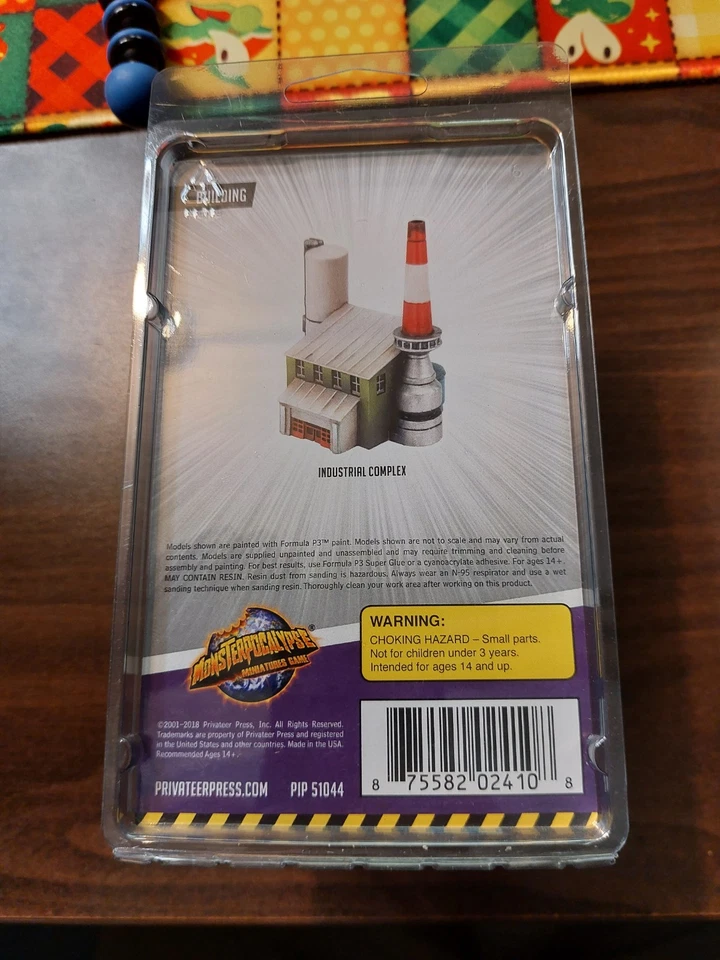 BUILDING
INDUSTRIAL COMPLEX
Models shown are painted with Formula P3™ paint. Models shown are not to scale and may vary from actual
contents. Models are supplied unpainted and unassembled and may require trimming and cleaning before
assembly and painting. For best results, use Formula P3 Super Glue or a cyanoacrylate adhesive. For ages 14+.
MAY CONTAIN RESIN. Resin dust from sanding is hazardous. Always wear an N-95 respirator and use a wet
sanding technique when sanding resin. Thoroughly clean your work area after working on this product.
MONSTERPOCALYPSE®
MINIATURES GAME
WARNING:
CHOKING HAZARD – Small parts.
Not for children under 3 years.
Intended for ages 14 and up.
©2001–2018 Privateer Press, Inc. All Rights Reserved.
Trademarks are property of Privateer Press and registered
in the United States and other countries. Made in the USA.
Recommended Ages 14+.
PRIVATEERPRESS.COM PIP 51044
8 75582 02410 8